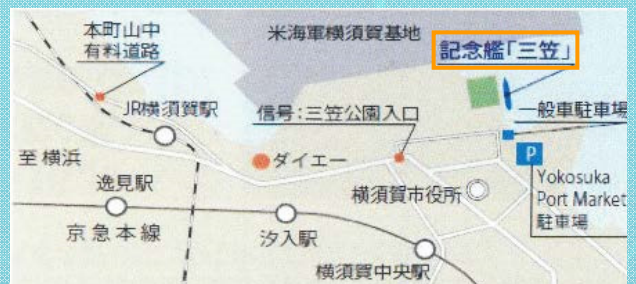 本町山中
有料道路
米海軍横須賀基地
記念艦「三笠」
JR横須賀駅
信号:三笠公園入口
一般車駐車場
至横浜
ダイエー
P
逸見駅
横須賀市役所
Yokosuka
Port Market
駐車場
京急本線
汐入駅
横須賀中央駅